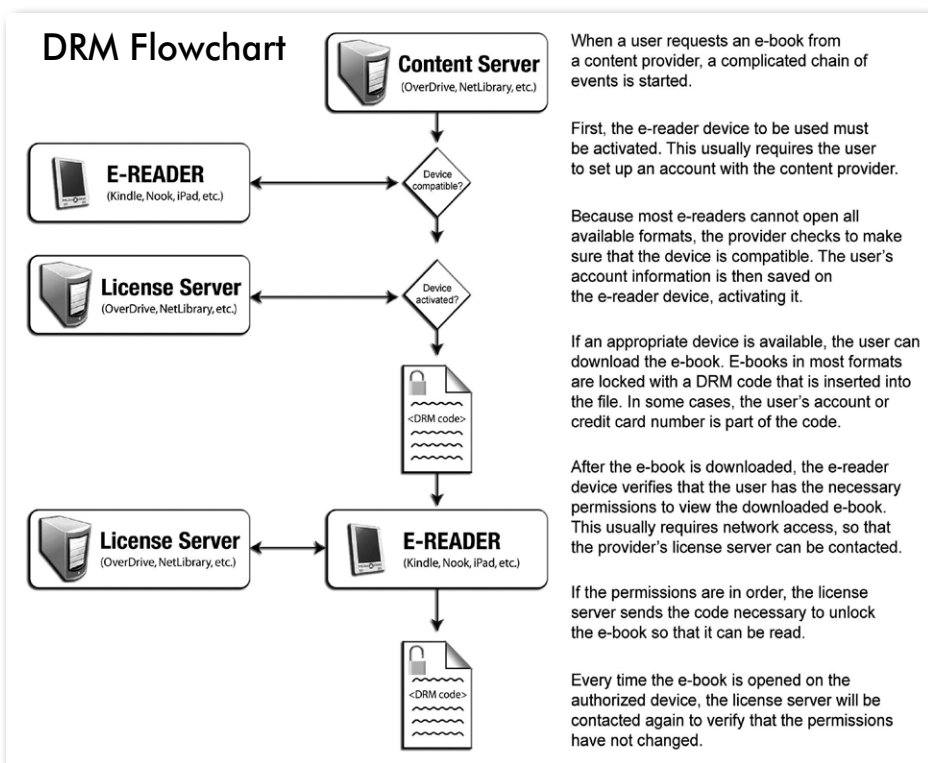 DRM Flowchart
Content Server
(OverDrive, NetLibrary, etc.)
Device
compatible?
E-READER
(Kindle, Nook, iPad, etc.)
License Server
(OverDrive, NetLibrary, etc.)
Device
activated?
<DRM code>
License Server
(OverDrive, NetLibrary, etc.)
E-READER
(Kindle, Nook, iPad, etc.)
<DRM code>
When a user requests an e-book from
a content provider, a complicated chain of
events is started.
First, the e-reader device to be used must
be activated. This usually requires the user
to set up an account with the content provider.
Because most e-readers cannot open all
available formats, the provider checks to make
sure that the device is compatible. The user’s
account information is then saved on
the e-reader device, activating it.
If an appropriate device is available, the user can
download the e-book. E-books in most formats
are locked with a DRM code that is inserted into
the file. In some cases, the user’s account or
credit card number is part of the code.
After the e-book is downloaded, the e-reader
device verifies that the user has the necessary
permissions to view the downloaded e-book.
This usually requires network access, so that
the provider’s license server can be contacted.
If the permissions are in order, the license
server sends the code necessary to unlock
the e-book so that it can be read.
Every time the e-book is opened on the
authorized device, the license server will be
contacted again to verify that the permissions
have not changed.